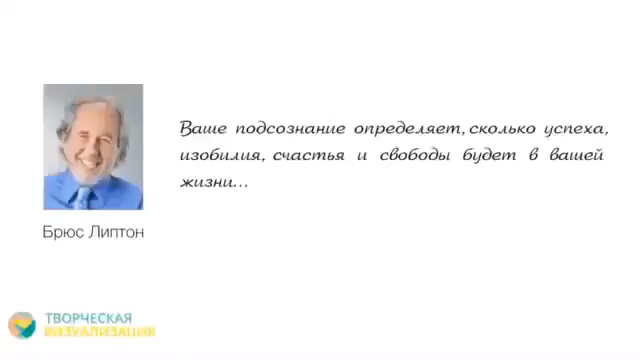 Ваше подсознание определяет, сколько успеха,
изобилия, счастья и свободы будет в вашей
жизни...
Брюс Липтон
ТВОРЧЕСКАЯ
ВИЗУАЛИЗАЦИЯ